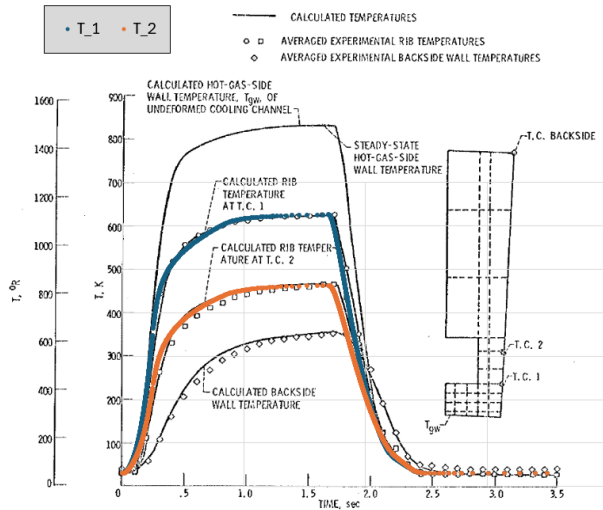 T_1 T_2
CALCULATED TEMPERATURES
AVERAGED EXPERIMENTAL RIB TEMPERATURES
AVERAGED EXPERIMENTAL BACKSIDE WALL TEMPERATURES
CALCULATED HOT-GAS-SIDE
WALL TEMPERATURE, Tgw, OF
UNDEFORMED COOLING CHANNEL
STEADY-STATE
HOT-GAS-SIDE
WALL TEMPERATURE
CALCULATED RIB
TEMPERATURE
AT T.C. 1
CALCULATED RIB TEMPER-
ATURE AT T.C. 2
CALCULATED BACKSIDE
WALL TEMPERATURE
T.C. BACKSIDE
T.C. 2
T.C. 1
Tgw
T, °R
1600
1400
1200
1000
800
600
400
200
0
T, K
900
800
700
600
500
400
300
200
100
0
.5
1.0
1.5
2.0
2.5
3.0
3.5
TIME, sec